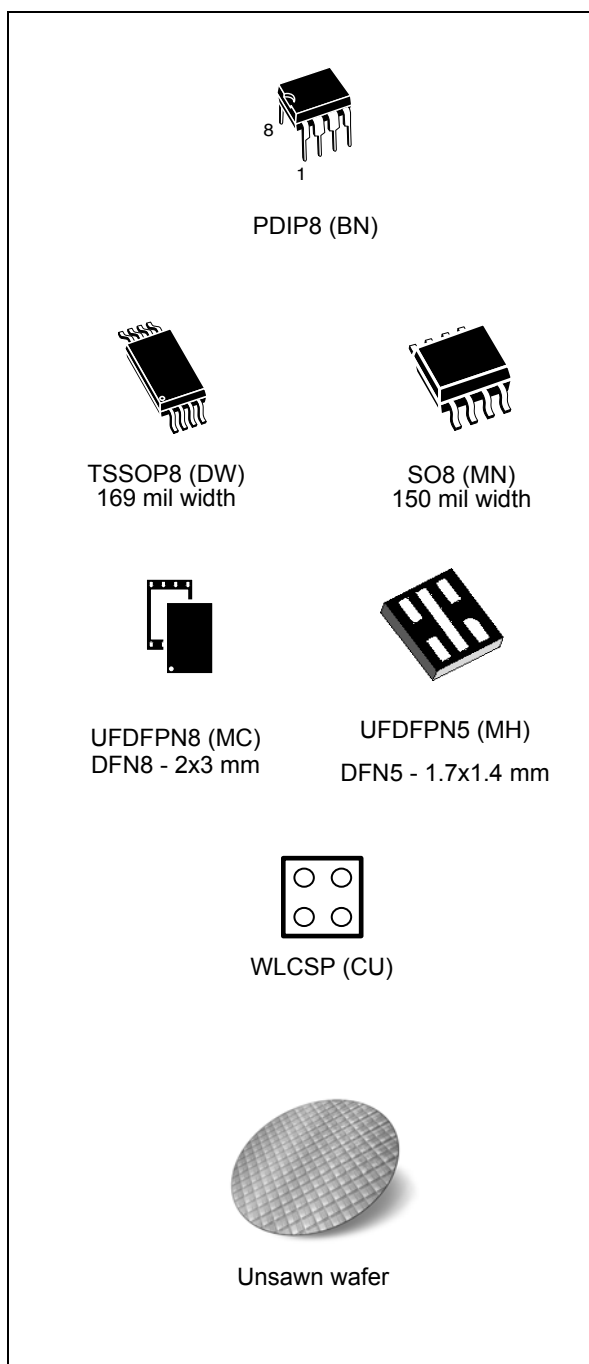 8
1
PDIP8 (BN)
TSSOP8 (DW)
169 mil width
SO8 (MN)
150 mil width
UFDFPN8 (MC)
DFN8 - 2x3 mm
UFDFPN5 (MH)
DFN5 - 1.7x1.4 mm
WLCSP (CU)
Unsawn wafer